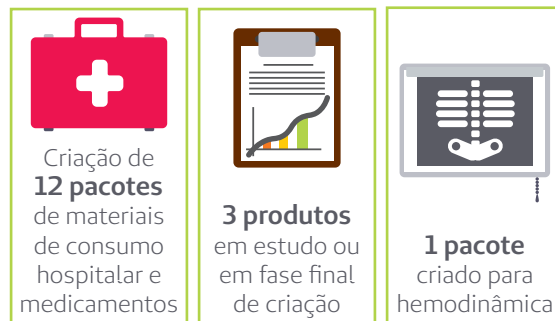 Criação de
12 pacotes
de materiais
de consumo
hospitalar e
medicamentos
3 produtos
em estudo ou
em fase final
de criação
1 pacote
criado para
hemodinâmica